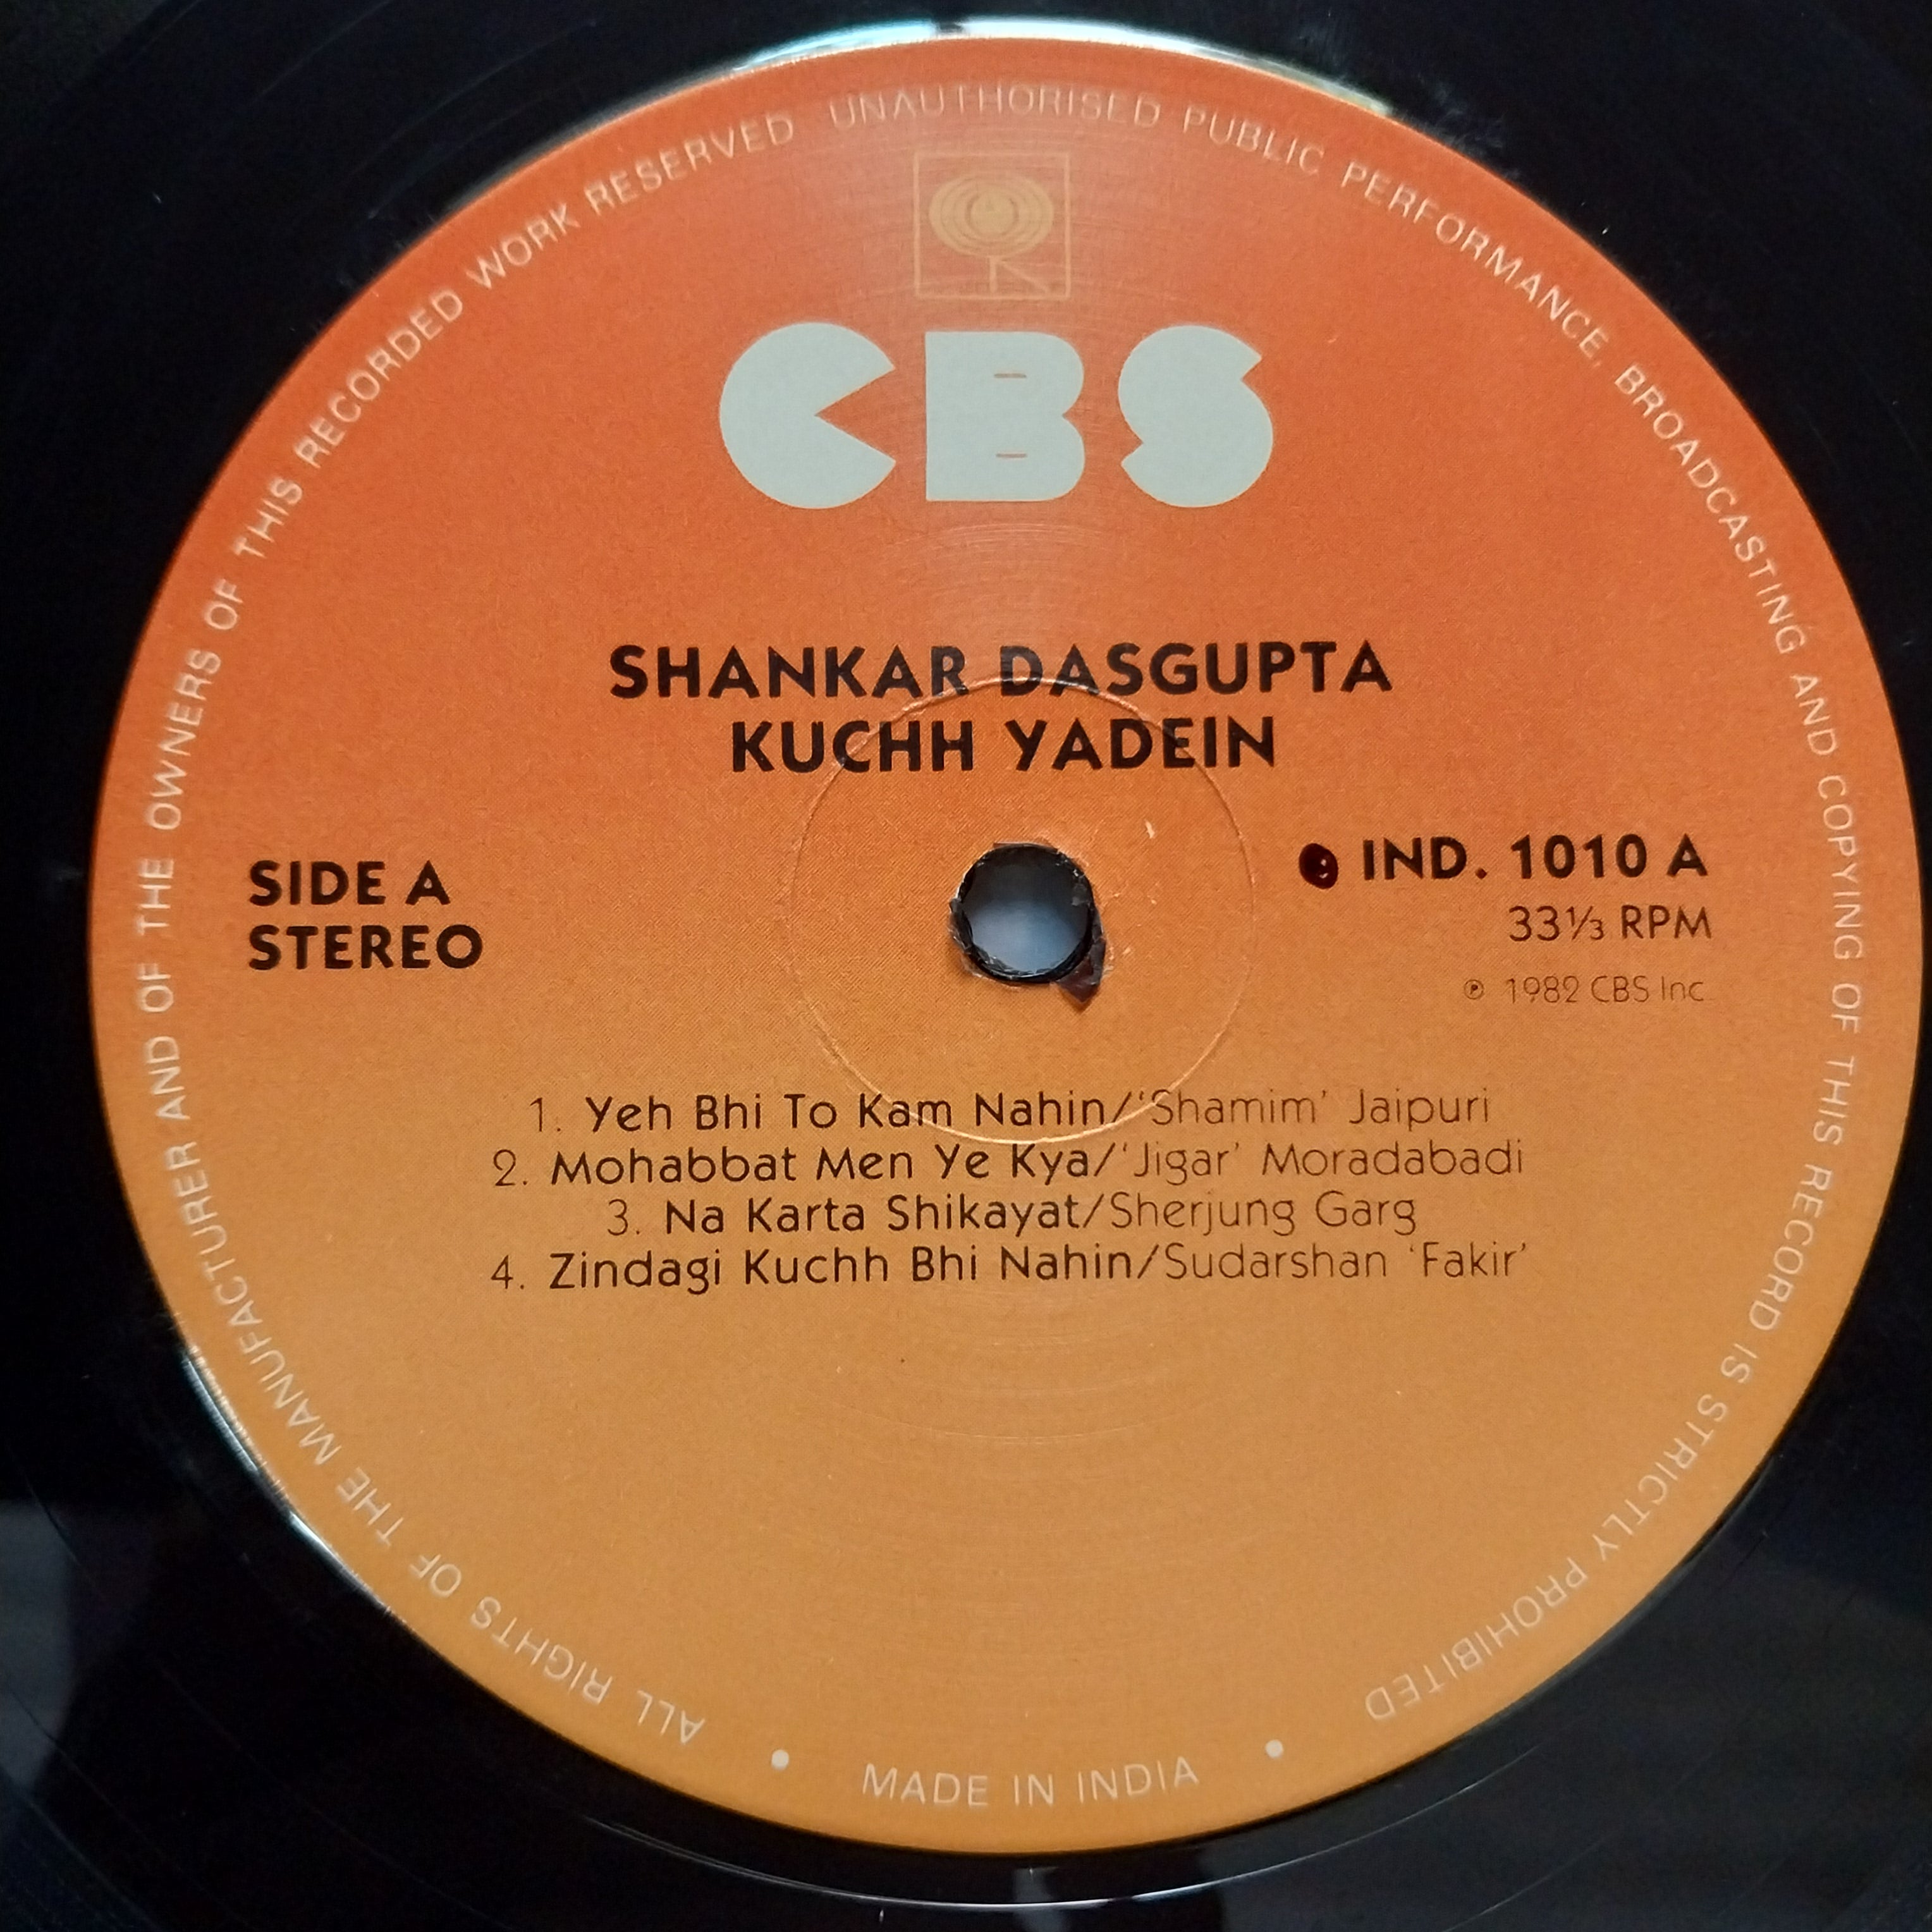 ALL RIGHTS OF THE MANUFACTURER AND OF THE OWNERS OF THIS RECORDED WORK RESERVED UNAUTHORISED PUBLIC PERFORMANCE, BROADCASTING AND COPYING OF THIS RECORD IS STRICTLY PROHIBITED
CBS
SHANKAR DASGUPTA
KUCHH YADEIN
SIDE A
STEREO
IND. 1010 A
33⅓ RPM
℗ 1982 CBS Inc.
1. Yeh Bhi To Kam Nahin/‘Shamim’ Jaipuri
2. Mohabbat Men Ye Kya/‘Jigar’ Moradabadi
3. Na Karta Shikayat/Sherjung Garg
4. Zindagi Kuchh Bhi Nahin/Sudarshan ‘Fakir’
• MADE IN INDIA •